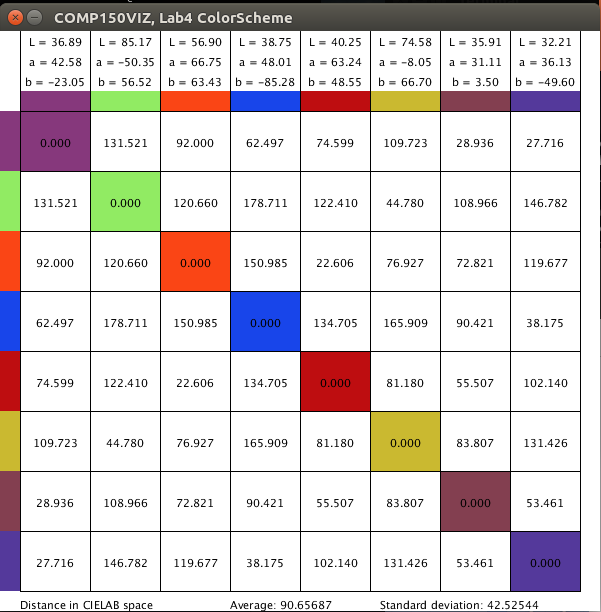 COMP150VIZ, Lab4 ColorScheme
L = 36.89 L = 85.17 L = 56.90 L = 38.75 L = 40.25 L = 74.58 L = 35.91 L = 32.21
a = 42.58 a = −50.35 a = 66.75 a = 48.01 a = 63.24 a = −8.05 a = 31.11 a = 36.13
b = −23.05 b = 56.52 b = 63.43 b = −85.28 b = 48.55 b = 66.70 b = 3.50 b = −49.60
0.000 131.521 92.000 62.497 74.599 109.723 28.936 27.716
131.521 0.000 120.660 178.711 122.410 44.780 108.966 146.782
92.000 120.660 0.000 150.985 22.606 76.927 72.821 119.677
62.497 178.711 150.985 0.000 134.705 165.909 90.421 38.175
74.599 122.410 22.606 134.705 0.000 81.180 55.507 102.140
109.723 44.780 76.927 165.909 81.180 0.000 83.807 131.426
28.936 108.966 72.821 90.421 55.507 83.807 0.000 53.461
27.716 146.782 119.677 38.175 102.140 131.426 53.461 0.000
Distance in CIELAB space Average: 90.65687 Standard deviation: 42.52544